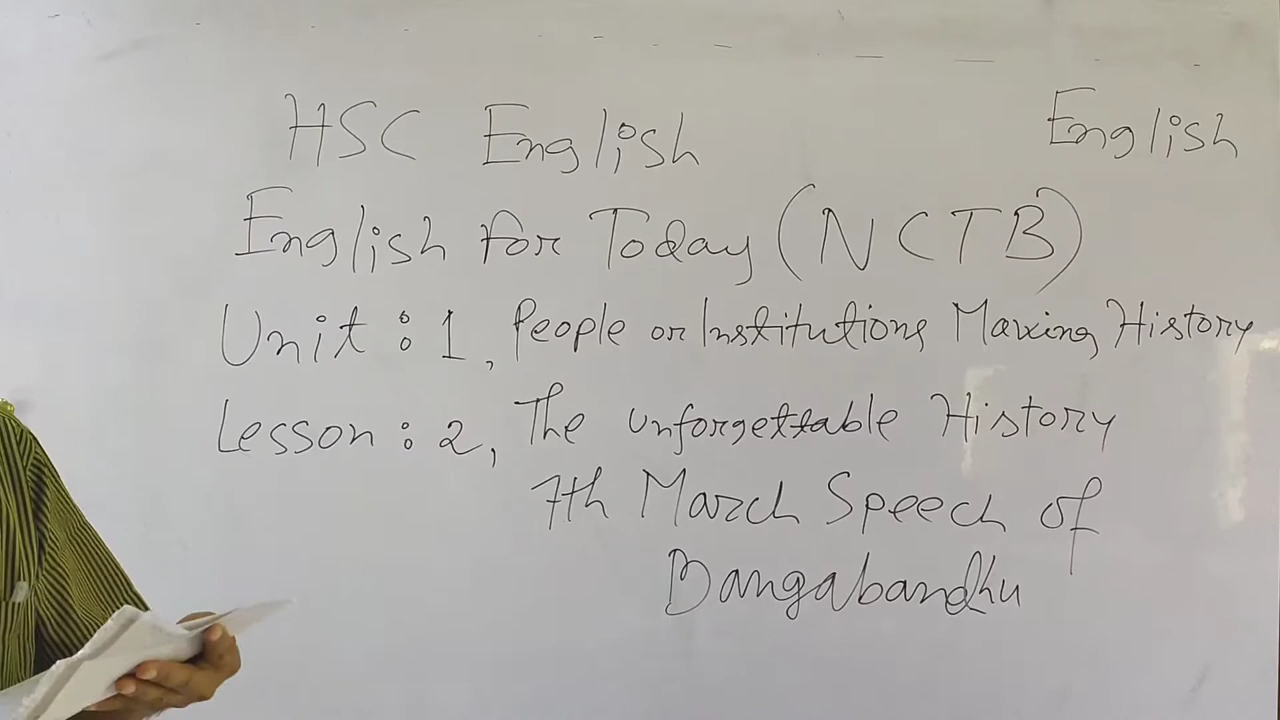 HSC English English
English for Today (NCTB)
Unit : 1, People or Institutions Making History
Lesson : 2, The Unforgettable History
7th March Speech of
Bangabandhu